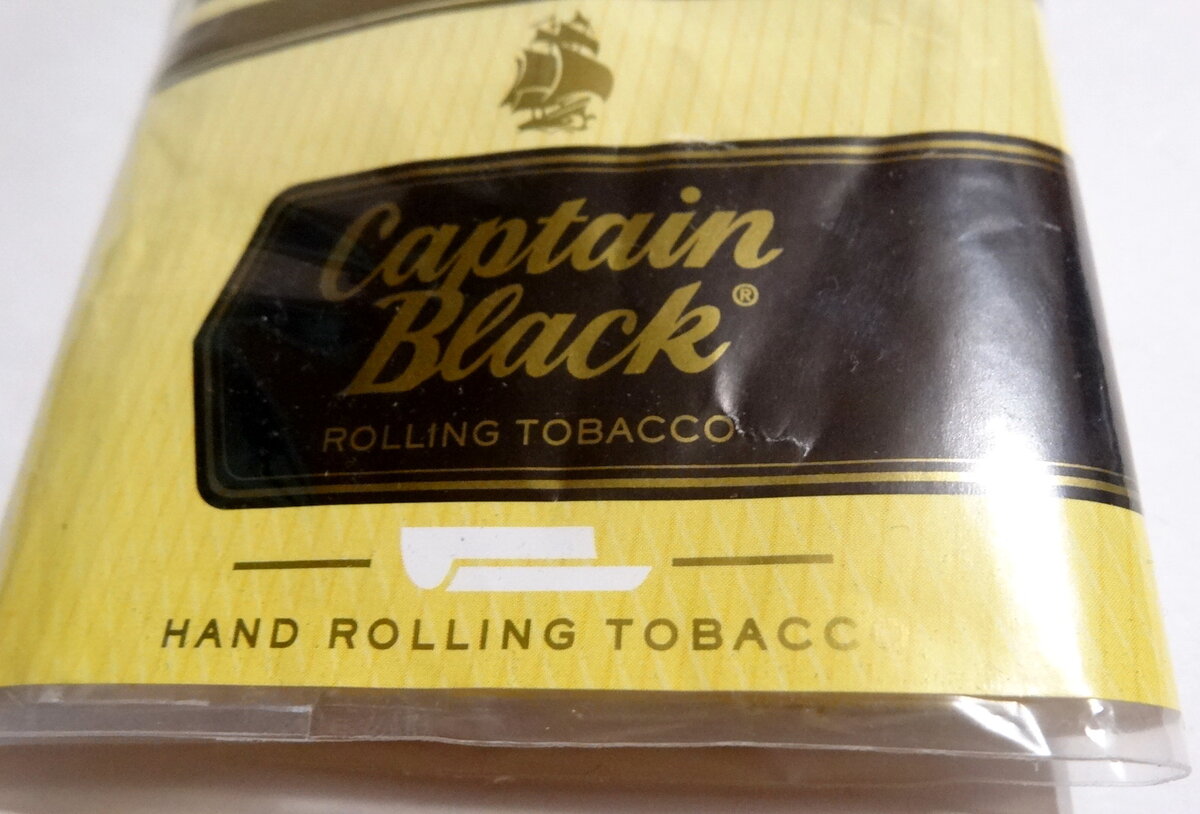 Captain
Black®
ROLLING TOBACCO
HAND ROLLING TOBACCO